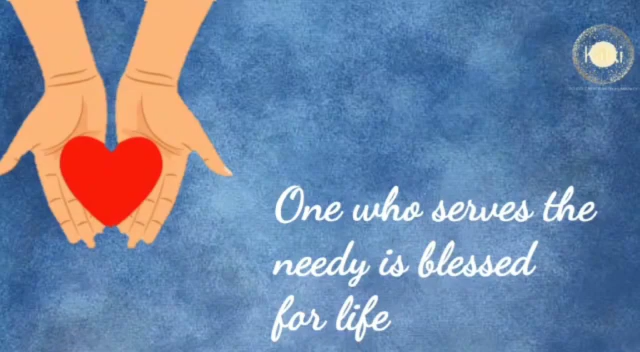 One who serves the
needy is blessed
for life